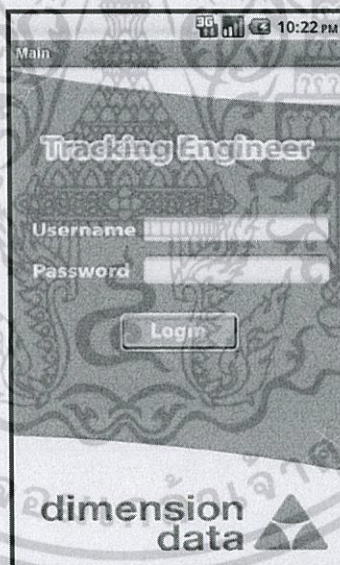 10:22 PM
Main
Tracking Engineer
Username
Password
Login
dimension
data